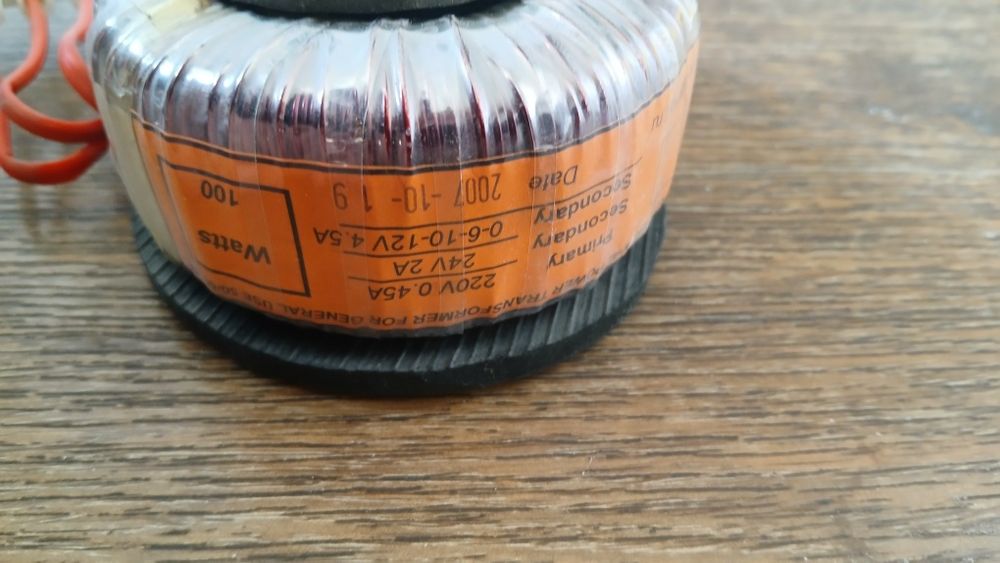 POWER TRANSFORMER FOR GENERAL USE
Primary 220V 0.45A
Secondary 24V 2A
Secondary 0-6-10-12V 4.5A
Date 2007-10-19
Watts
100
ru